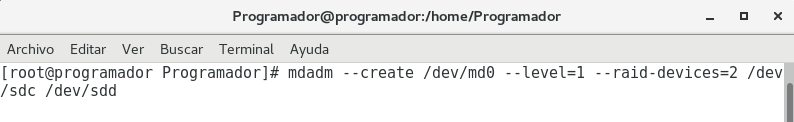 Programador@programador:/home/Programador
Archivo Editar Ver Buscar Terminal Ayuda
[root@programador Programador]# mdadm --create /dev/md0 --level=1 --raid-devices=2 /dev
/sdc /dev/sdd